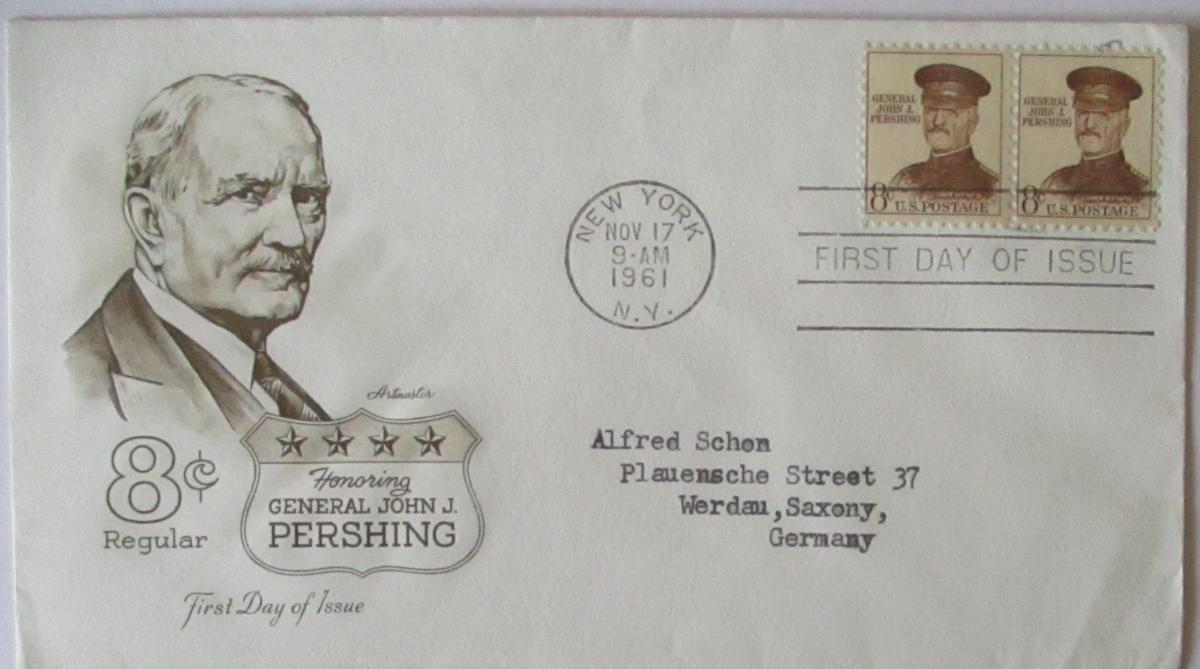 GENERAL
JOHN J.
PERSHING
8c U.S. POSTAGE
GENERAL
JOHN J.
PERSHING
8c U.S. POSTAGE
NEW YORK
NOV 17
9-AM
1961
N.Y.
FIRST DAY OF ISSUE
Artmaster
8¢
Regular
Honoring
GENERAL JOHN J.
PERSHING
First Day of Issue
Alfred Schon
Plauensche Street 37
Werdau,Saxony,
Germany